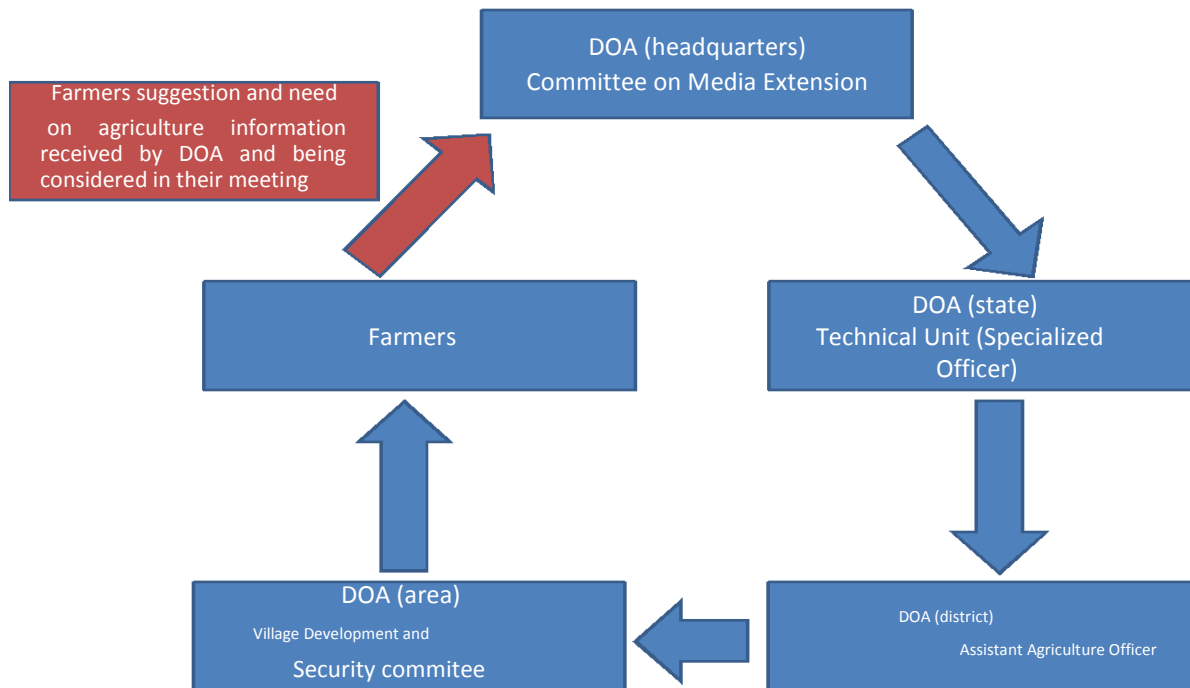 DOA (headquarters)
Committee on Media Extension
Farmers suggestion and need
on agriculture information
received by DOA and being
considered in their meeting
Farmers
DOA (state)
Technical Unit (Specialized
Officer)
DOA (area)
Village Development and
Security commitee
DOA (district)
Assistant Agriculture Officer